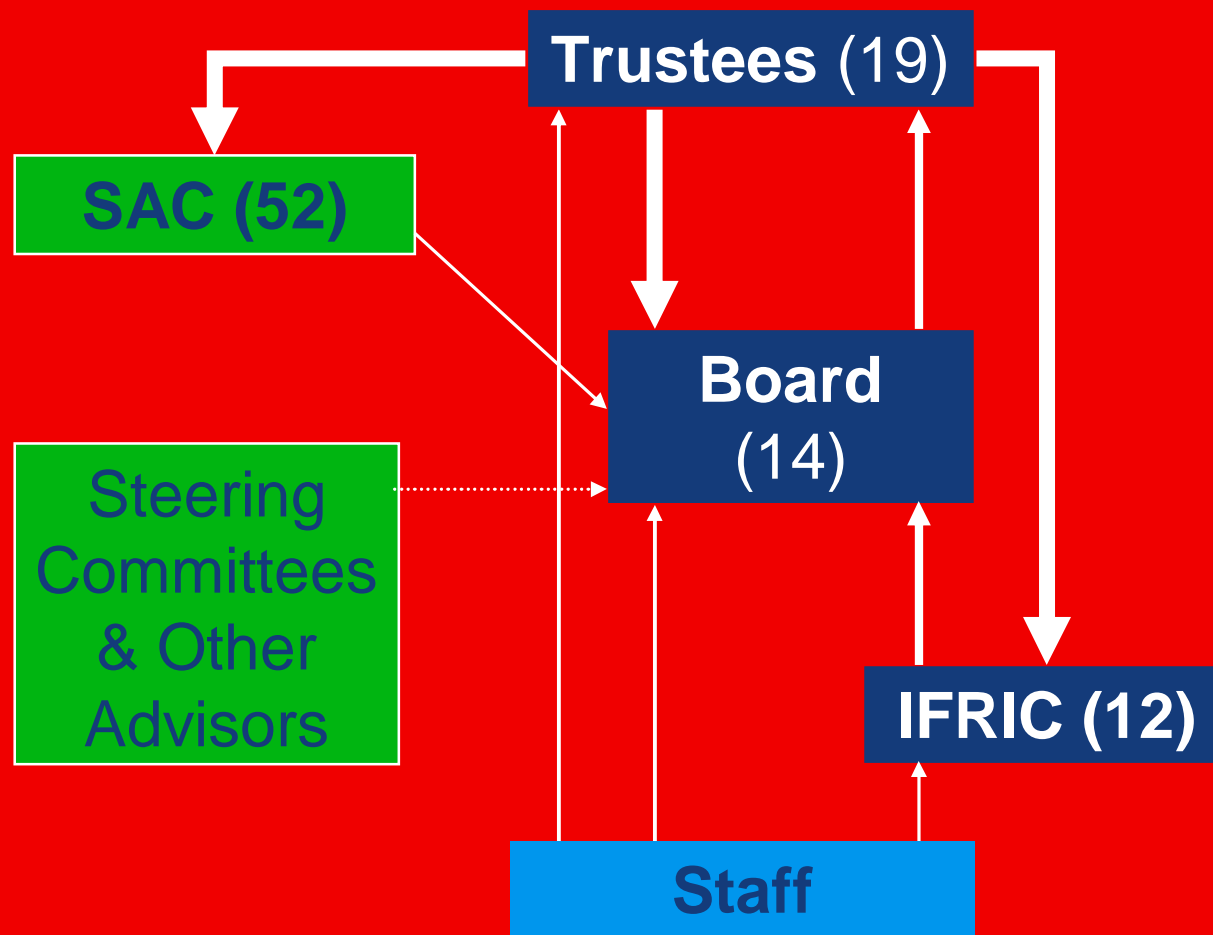 Trustees (19)
SAC (52)
Board
(14)
Steering
Committees
& Other
Advisors
IFRIC (12)
Staff